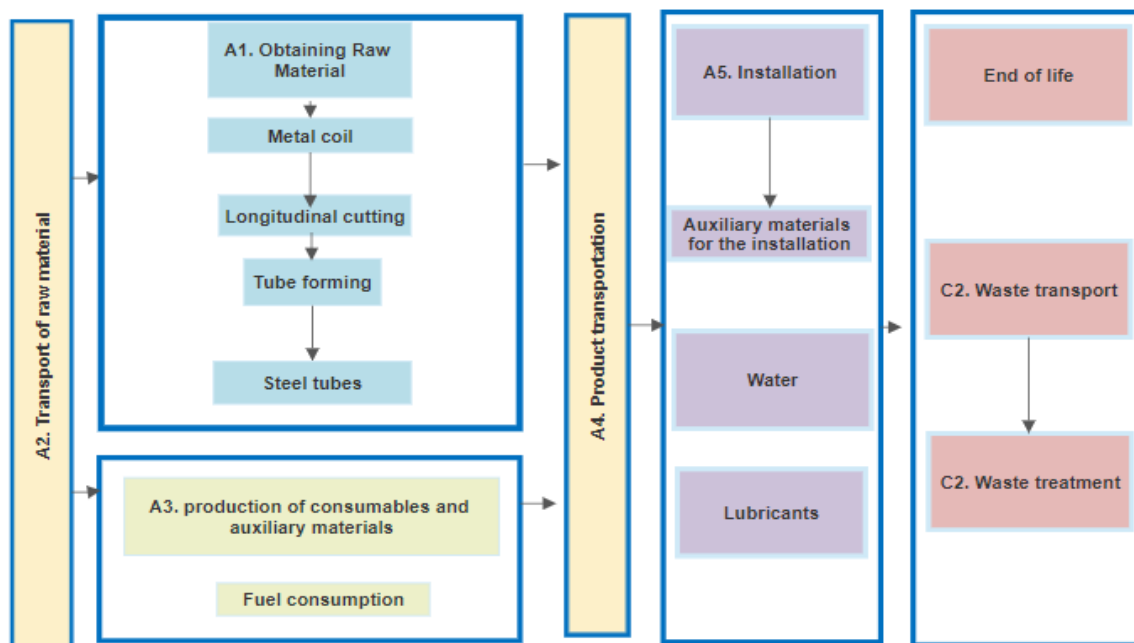 A2. Transport of raw material
A1. Obtaining Raw
Material
Metal coil
Longitudinal cutting
Tube forming
Steel tubes
A3. production of consumables and
auxiliary materials
Fuel consumption
A4. Product transportation
A5. Installation
Auxiliary materials
for the installation
Water
Lubricants
End of life
C2. Waste transport
C2. Waste treatment